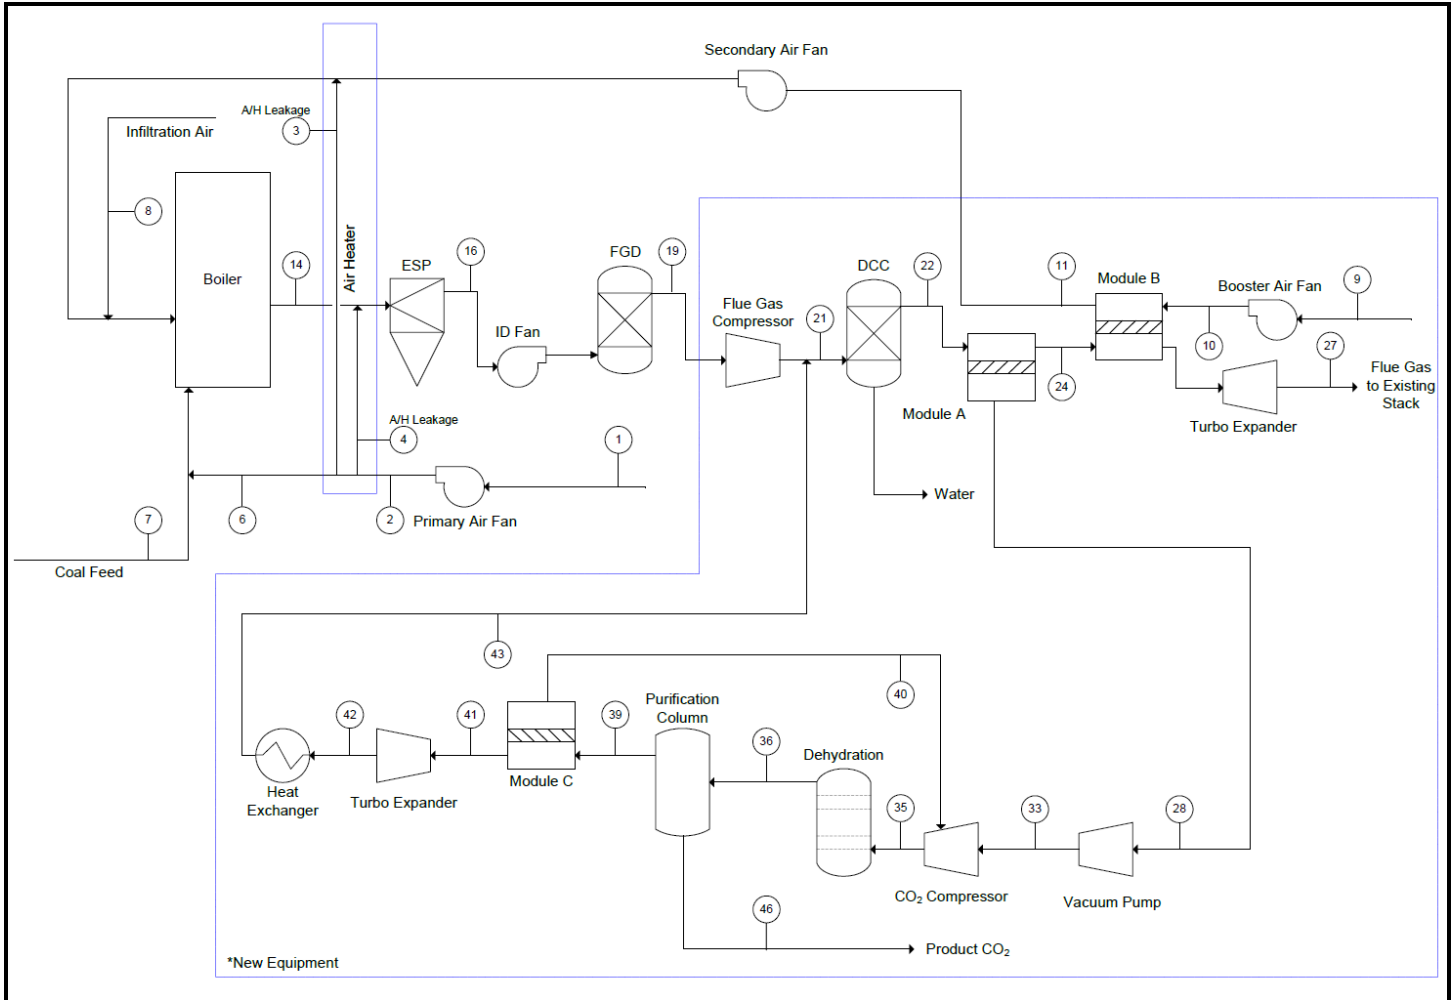 Secondary Air Fan
A/H Leakage
3
Infiltration Air
8
Boiler
14
Air Heater
ESP
16
ID Fan
FGD
19
Flue Gas
Compressor
21
DCC
22
11
Module B
Booster Air Fan
9
10
27
24
Module A
Turbo Expander
Flue Gas
to Existing
Stack
A/H Leakage
4
1
Water
6
2
Primary Air Fan
7
Coal Feed
43
40
42
41
39
Purification
Column
36
Dehydration
Module C
Heat
Exchanger
Turbo Expander
35
33
28
CO₂ Compressor
Vacuum Pump
46
Product CO₂
*New Equipment